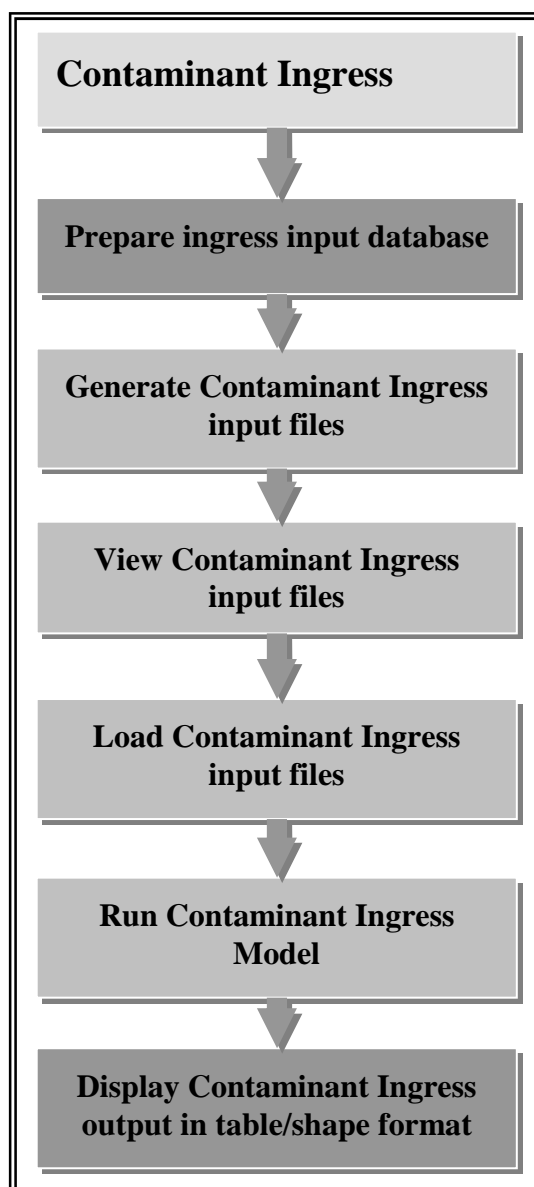 Contaminant Ingress
Prepare ingress input database
Generate Contaminant Ingress
input files
View Contaminant Ingress
input files
Load Contaminant Ingress
input files
Run Contaminant Ingress
Model
Display Contaminant Ingress
output in table/shape format